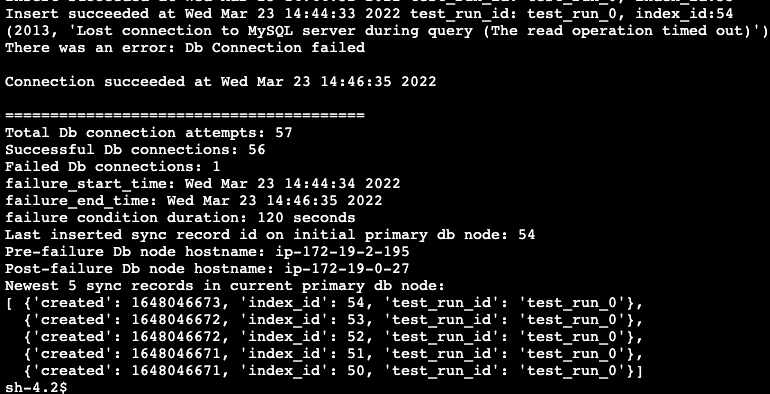 Insert succeeded at Wed Mar 23 14:44:33 2022 test_run_id: test_run_0, index_id:54
(2013, 'Lost connection to MySQL server during query (The read operation timed out)')
There was an error: Db Connection failed
Connection succeeded at Wed Mar 23 14:46:35 2022
========================================
Total Db connection attempts: 57
Successful Db connections: 56
Failed Db connections: 1
failure_start_time: Wed Mar 23 14:44:34 2022
failure_end_time: Wed Mar 23 14:46:35 2022
failure condition duration: 120 seconds
Last inserted sync record id on initial primary db node: 54
Pre-failure Db node hostname: ip-172-19-2-195
Post-failure Db node hostname: ip-172-19-0-27
Newest 5 sync records in current primary db node:
[ {'created': 1648046673, 'index_id': 54, 'test_run_id': 'test_run_0'},
  {'created': 1648046672, 'index_id': 53, 'test_run_id': 'test_run_0'},
  {'created': 1648046672, 'index_id': 52, 'test_run_id': 'test_run_0'},
  {'created': 1648046671, 'index_id': 51, 'test_run_id': 'test_run_0'},
  {'created': 1648046671, 'index_id': 50, 'test_run_id': 'test_run_0'}]
sh-4.2$